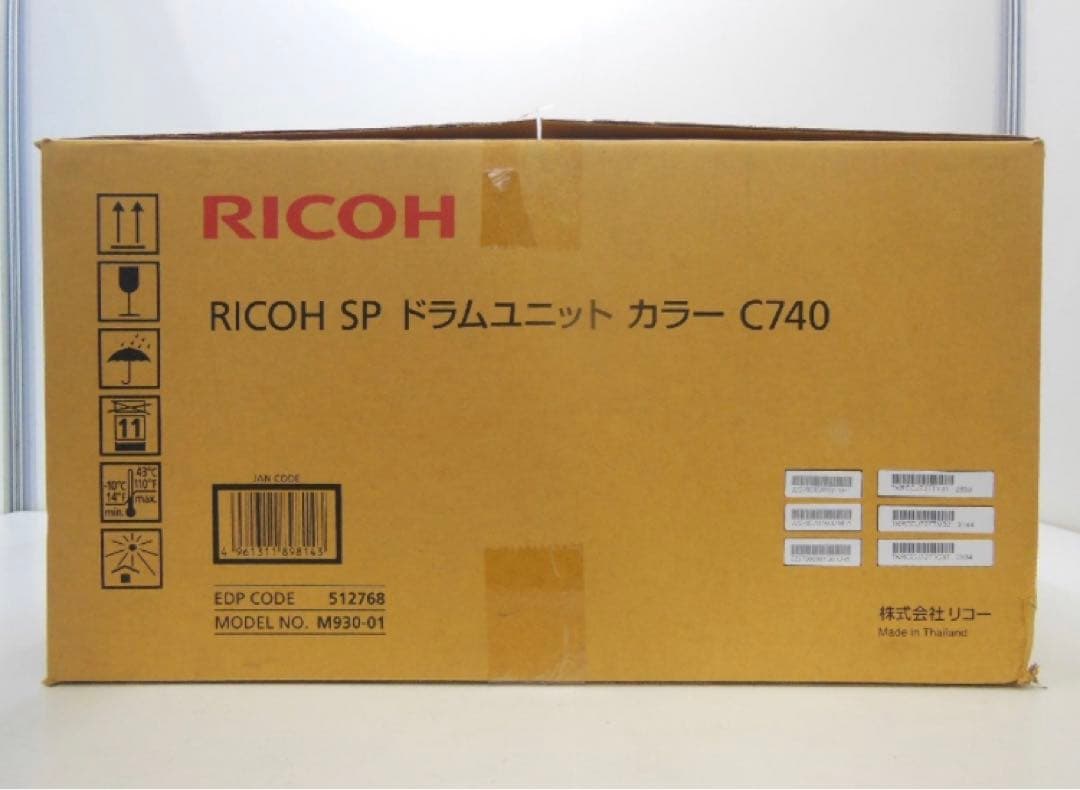 RICOH
RICOH SP ドラムユニット カラー C740
11
-10°C
14°F
min.
43°C
110°F
max.
JAN CODE
4 961311 898143
EDP CODE 512768
MODEL NO. M930-01
株式会社リコー
Made in Thailand